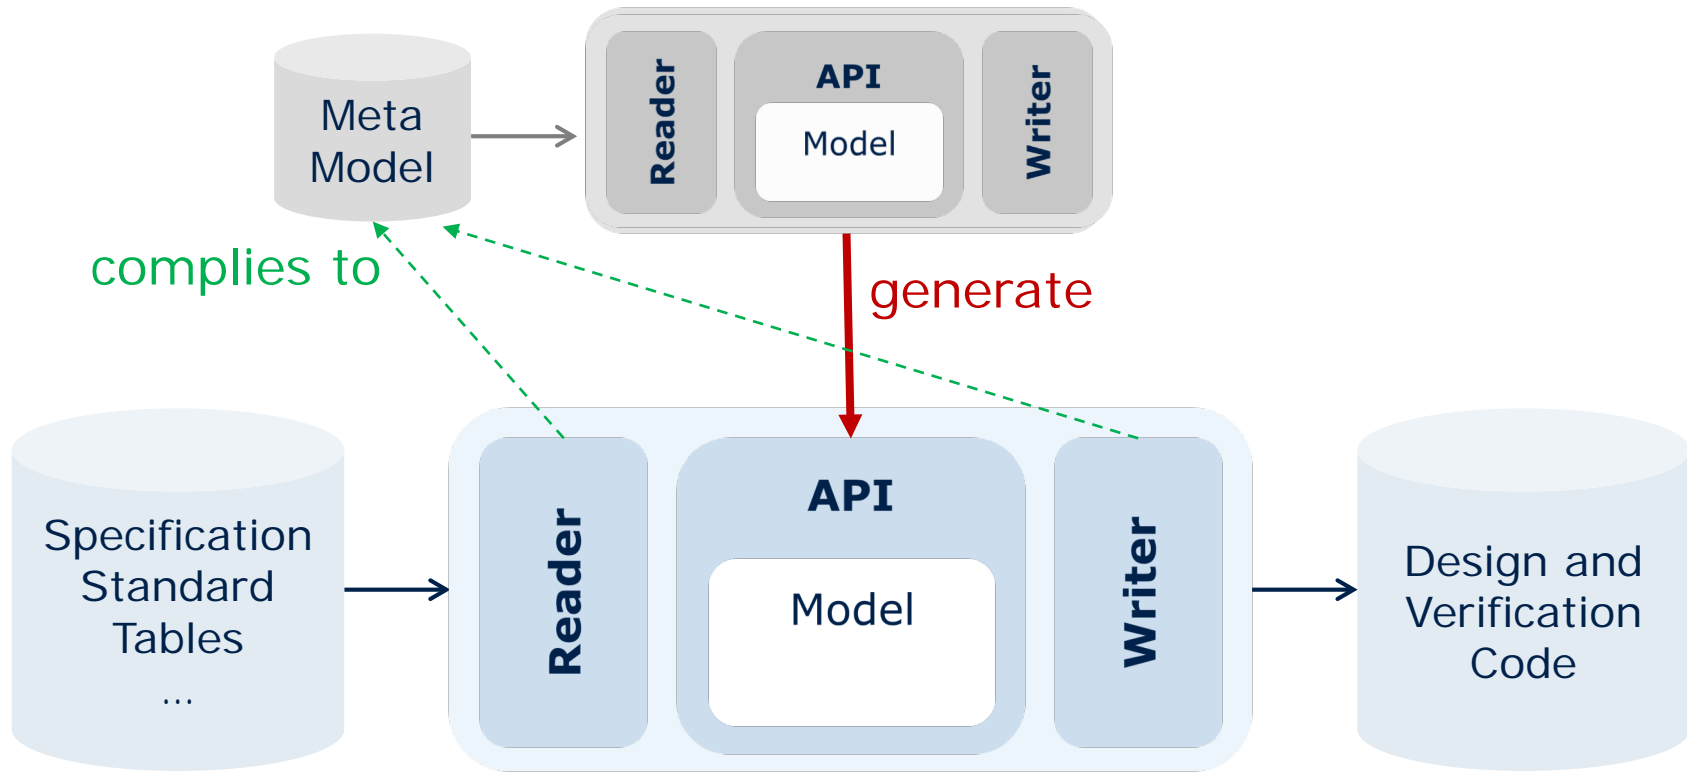 Meta
Model
Reader
API
Model
Writer
complies to
generate
Specification
Standard
Tables
...
Reader
API
Model
Writer
Design and
Verification
Code